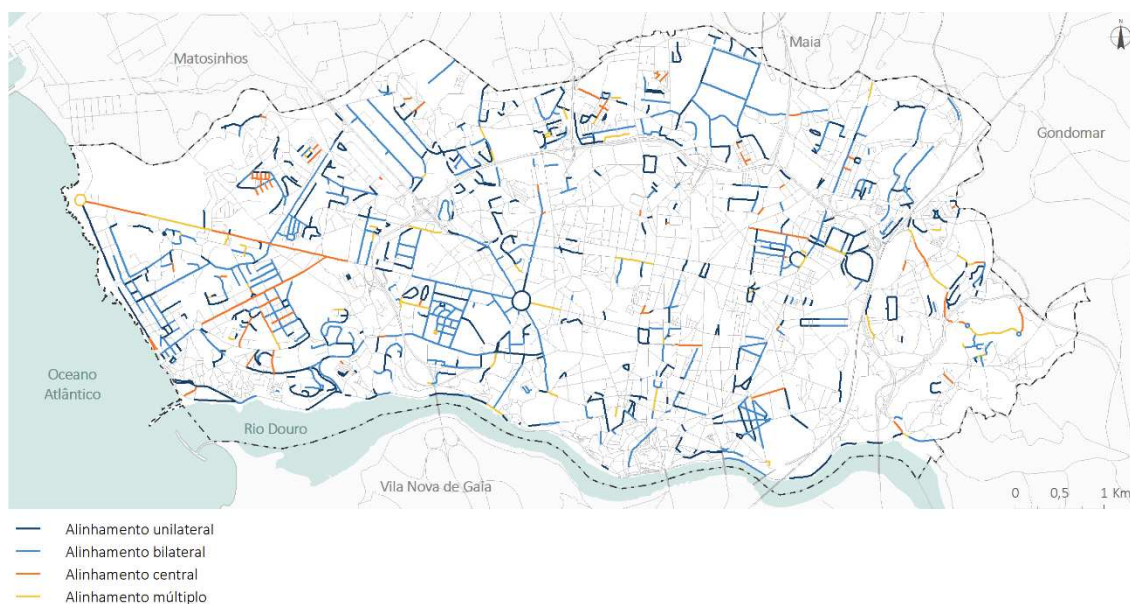 N
Matosinhos
Maia
Gondomar
Oceano
Atlântico
Rio Douro
Vila Nova de Gaia
0 0,5 1 Km
Alinhamento unilateral
Alinhamento bilateral
Alinhamento central
Alinhamento múltiplo